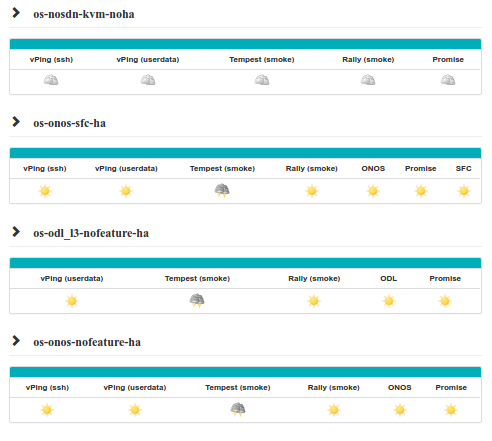 os-nosdn-kvm-noha
vPing (ssh) vPing (userdata) Tempest (smoke) Rally (smoke) Promise
os-onos-sfc-ha
vPing (ssh) vPing (userdata) Tempest (smoke) Rally (smoke) ONOS Promise SFC
os-odl_l3-nofeature-ha
vPing (userdata) Tempest (smoke) Rally (smoke) ODL Promise
os-onos-nofeature-ha
vPing (ssh) vPing (userdata) Tempest (smoke) Rally (smoke) ONOS Promise